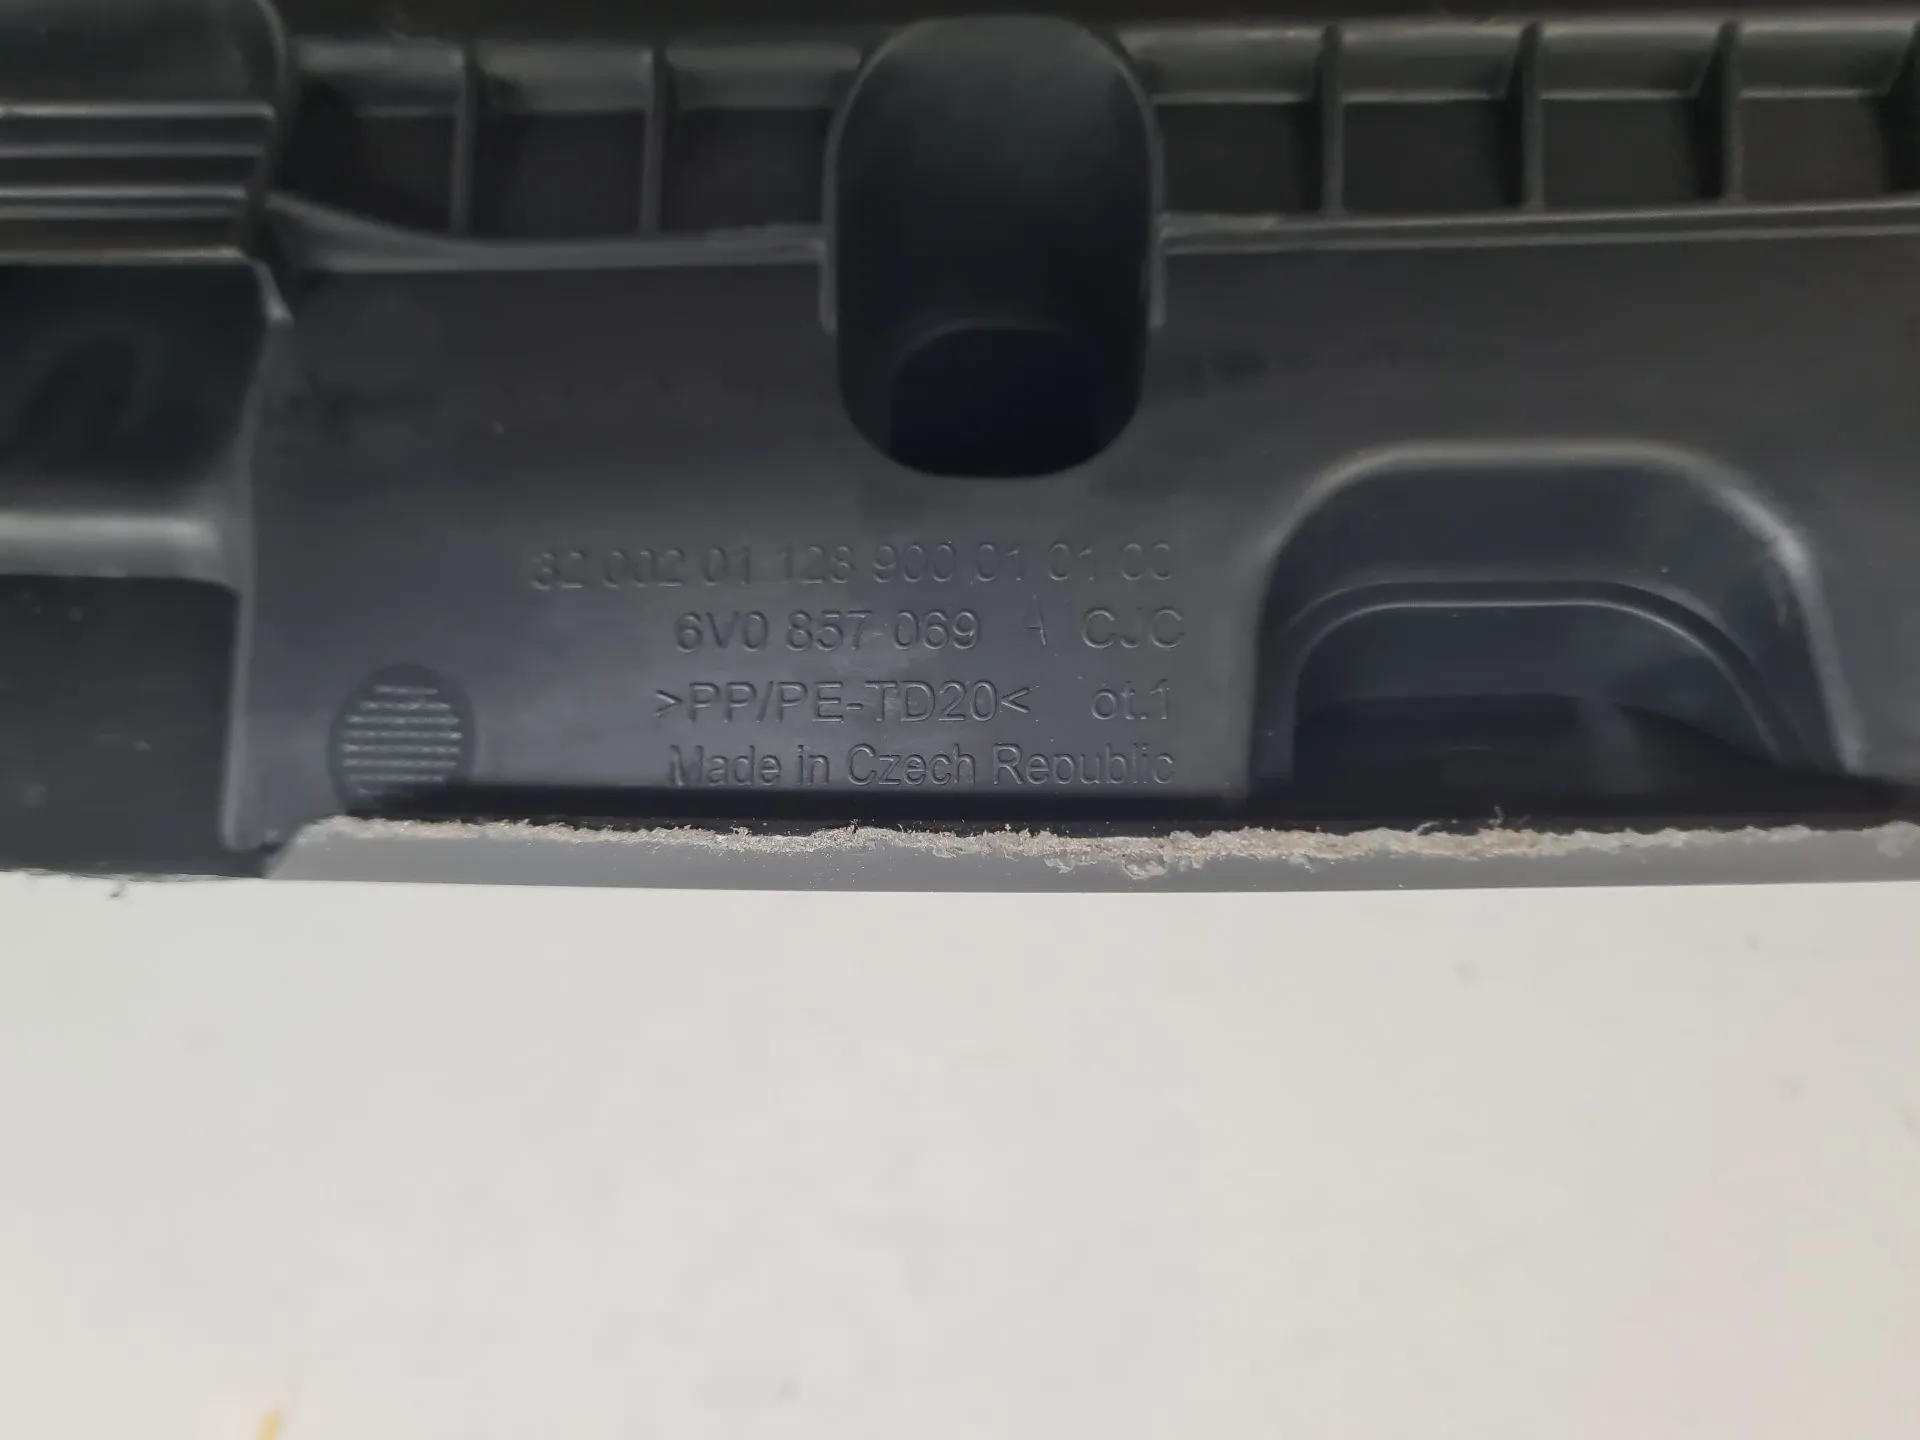 32 002 01 128 900 01 01 00
6V0 857 069 A CJC
>PP/PE-TD20< ot.1
Made in Czech Republic